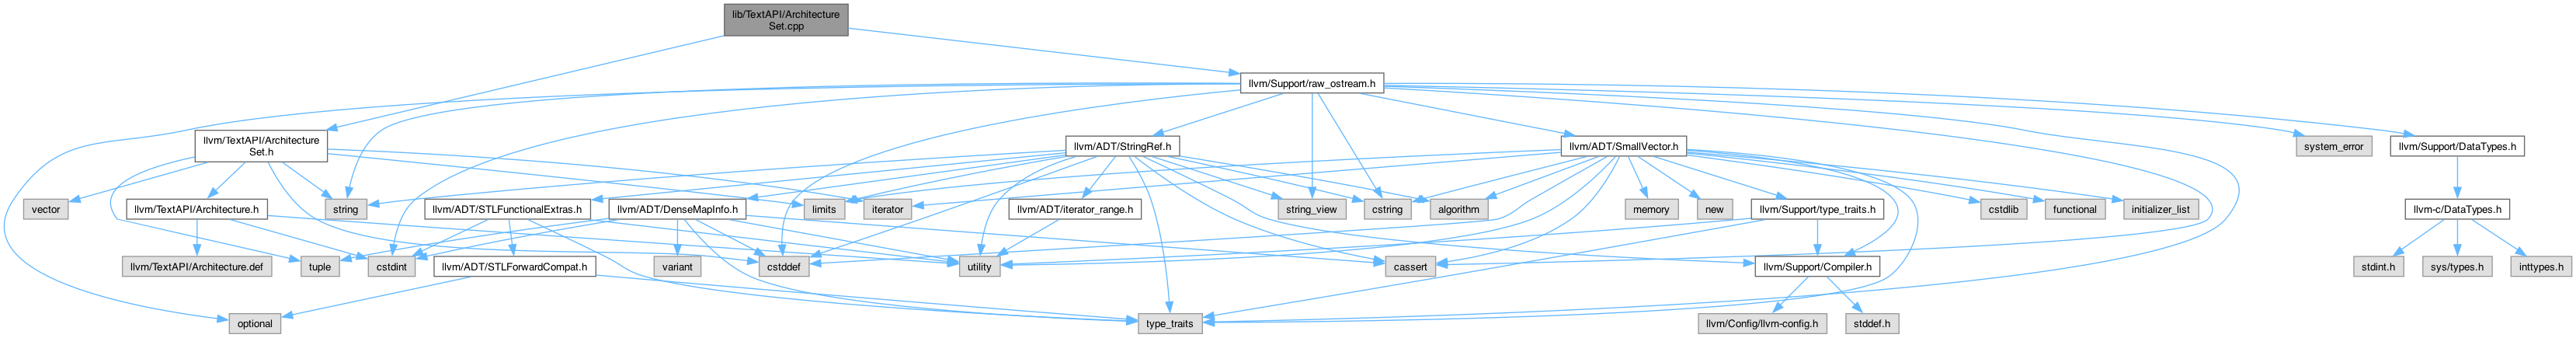 lib/TextAPI/Architecture
Set.cpp
llvm/Support/raw_ostream.h
llvm/TextAPI/Architecture
Set.h
llvm/ADT/StringRef.h
llvm/ADT/SmallVector.h
system_error
llvm/Support/DataTypes.h
vector
llvm/TextAPI/Architecture.h
string
llvm/ADT/STLFunctionalExtras.h
llvm/ADT/DenseMapInfo.h
limits
iterator
llvm/ADT/iterator_range.h
string_view
cstring
algorithm
memory
new
llvm/Support/type_traits.h
cstdlib
functional
initializer_list
llvm-c/DataTypes.h
llvm/TextAPI/Architecture.def
tuple
cstdint
llvm/ADT/STLForwardCompat.h
variant
cstddef
utility
cassert
llvm/Support/Compiler.h
stdint.h
sys/types.h
inttypes.h
optional
type_traits
llvm/Config/llvm-config.h
stddef.h